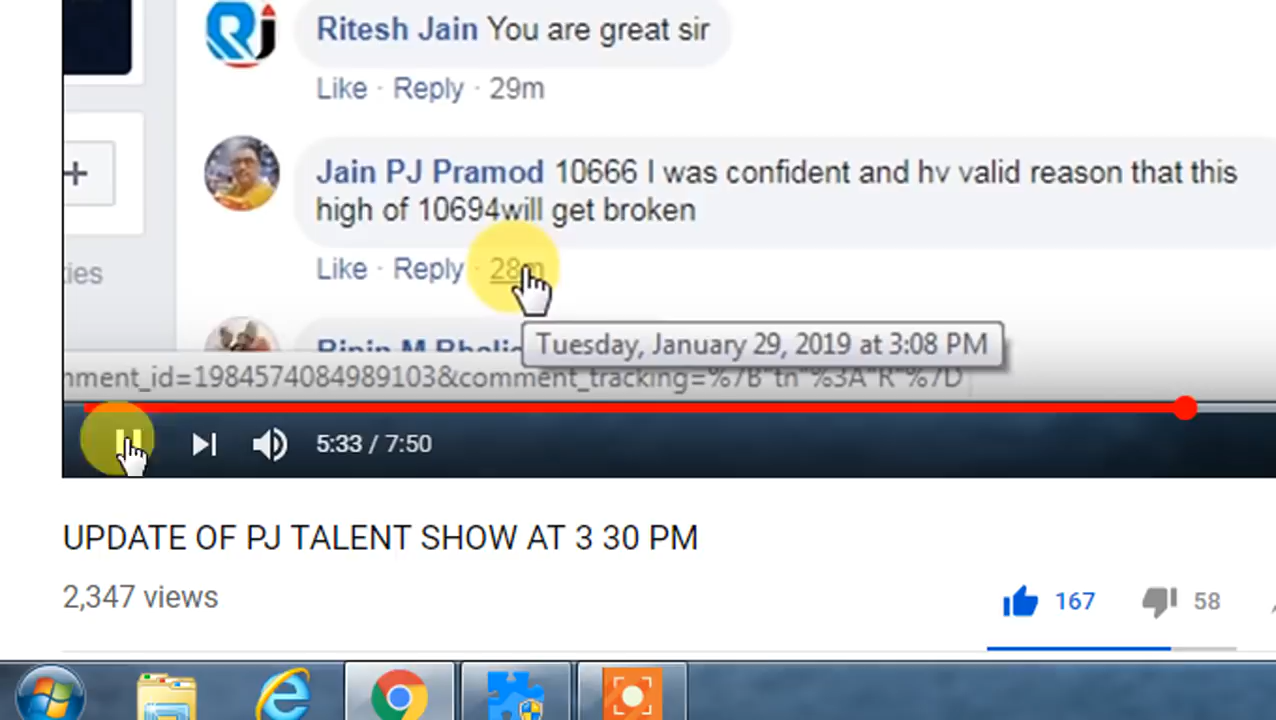 Ritesh Jain You are great sir
Like · Reply · 29m
Jain PJ Pramod 10666 I was confident and hv valid reason that this
high of 10694will get broken
ties
Like · Reply · 28m
Tuesday, January 29, 2019 at 3:08 PM
mment_id=1984574084989103&comment_tracking=%7B"tn"%3A"R"%7D
5:33 / 7:50
UPDATE OF PJ TALENT SHOW AT 3 30 PM
2,347 views
167
58